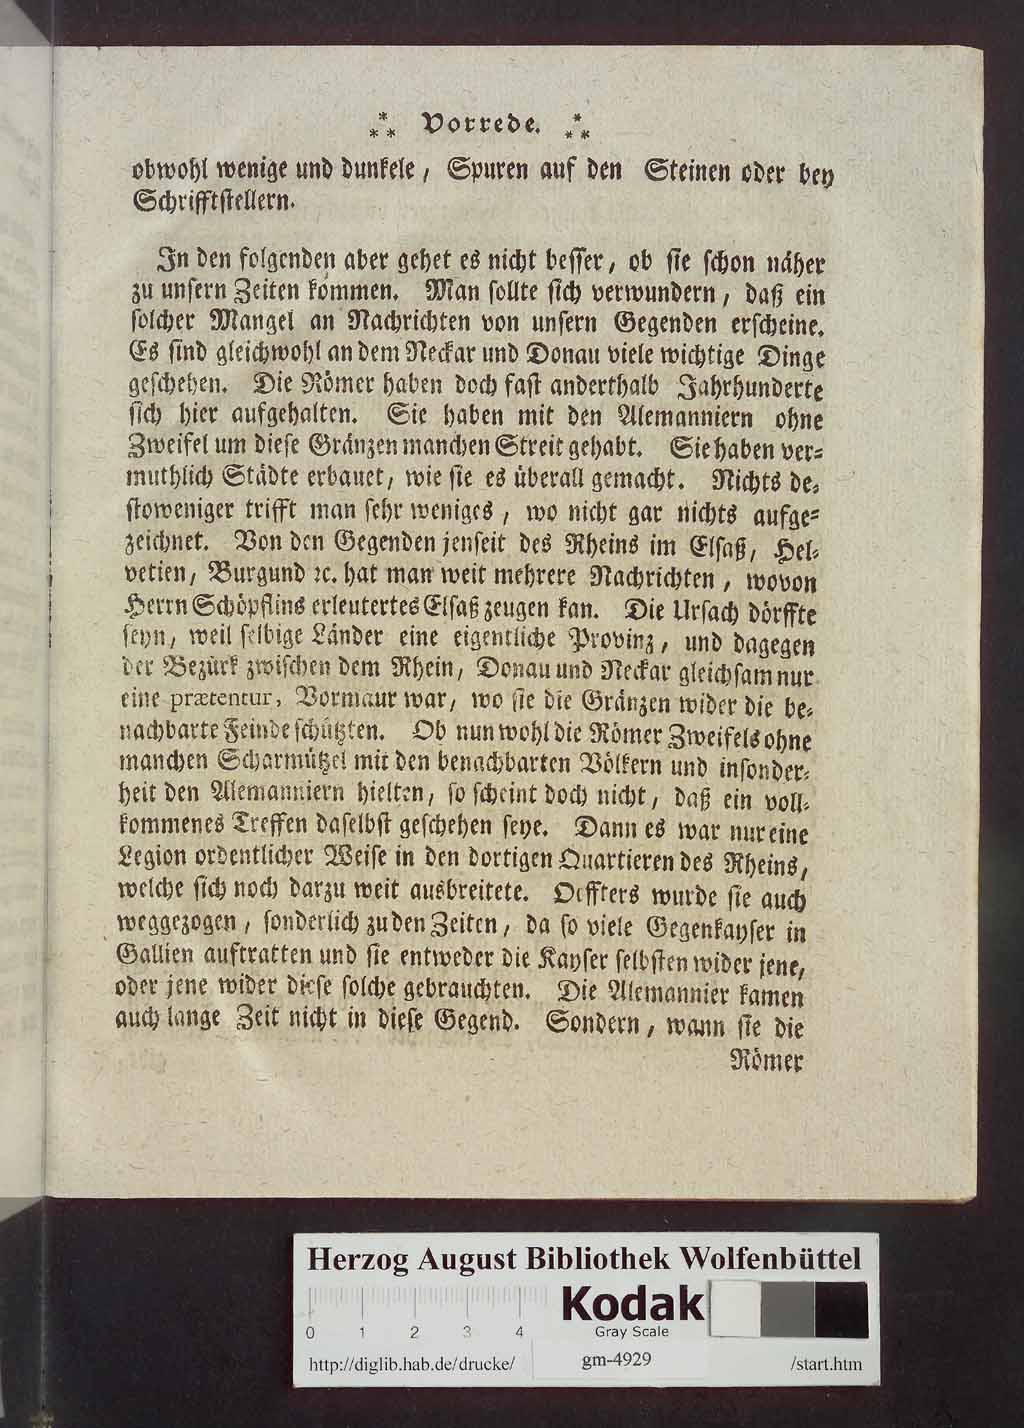 ⁂ Vorrede. ⁂
obwohl wenige und dunkele, Spuren auf den Steinen oder bey
Schrifftstellern.
In den folgenden aber gehet es nicht besser, ob sie schon näher
zu unsern Zeiten kommen. Man sollte sich verwundern, daß ein
solcher Mangel an Nachrichten von unsern Gegenden erscheine.
Es sind gleichwohl an dem Neckar und Donau viele wichtige Dinge
geschehen. Die Römer haben doch fast anderthalb Jahrhunderte
sich hier aufgehalten. Sie haben mit den Alemanniern ohne
Zweifel um diese Gränzen manchen Streit gehabt. Sie haben ver-
muthlich Städte erbauet, wie sie es überall gemacht. Nichts de-
stoweniger trifft man sehr weniges, wo nicht gar nichts aufge-
zeichnet. Von den Gegenden jenseit des Rheins im Elsaß, Hel-
vetien, Burgund ꝛc. hat man weit mehrere Nachrichten, wovon
Herrn Schöpflins erleutertes Elsaß zeugen kan. Die Ursach dörffte
seyn, weil selbige Länder eine eigentliche Provinz, und dagegen
der Bezürk zwischen dem Rhein, Donau und Neckar gleichsam nur
eine prætentur, Vormaur war, wo sie die Gränzen wider die be-
nachbarte Feinde schützten. Ob nun wohl die Römer Zweifels ohne
manchen Scharmützel mit den benachbarten Völkern und insonder-
heit den Alemanniern hielten, so scheint doch nicht, daß ein voll-
kommenes Treffen daselbst geschehen seye. Dann es war nur eine
Legion ordentlicher Weise in den dortigen Quartieren des Rheins,
welche sich noch darzu weit ausbreitete. Oeffters wurde sie auch
weggezogen, sonderlich zu den Zeiten, da so viele Gegenkayser in
Gallien auftratten und sie entweder die Kayser selbsten wider jene,
oder jene wider diese solche gebrauchten. Die Alemannier kamen
auch lange Zeit nicht in diese Gegend. Sondern, wann sie die
Römer
Herzog August Bibliothek Wolfenbüttel
Kodak
0 1 2 3 4
Gray Scale
http://diglib.hab.de/drucke/ gm-4929 /start.htm